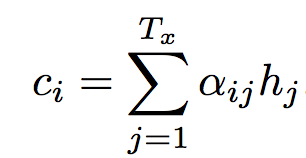 c_i = \sum_{j=1}^{T_x} \alpha_{ij} h_j.